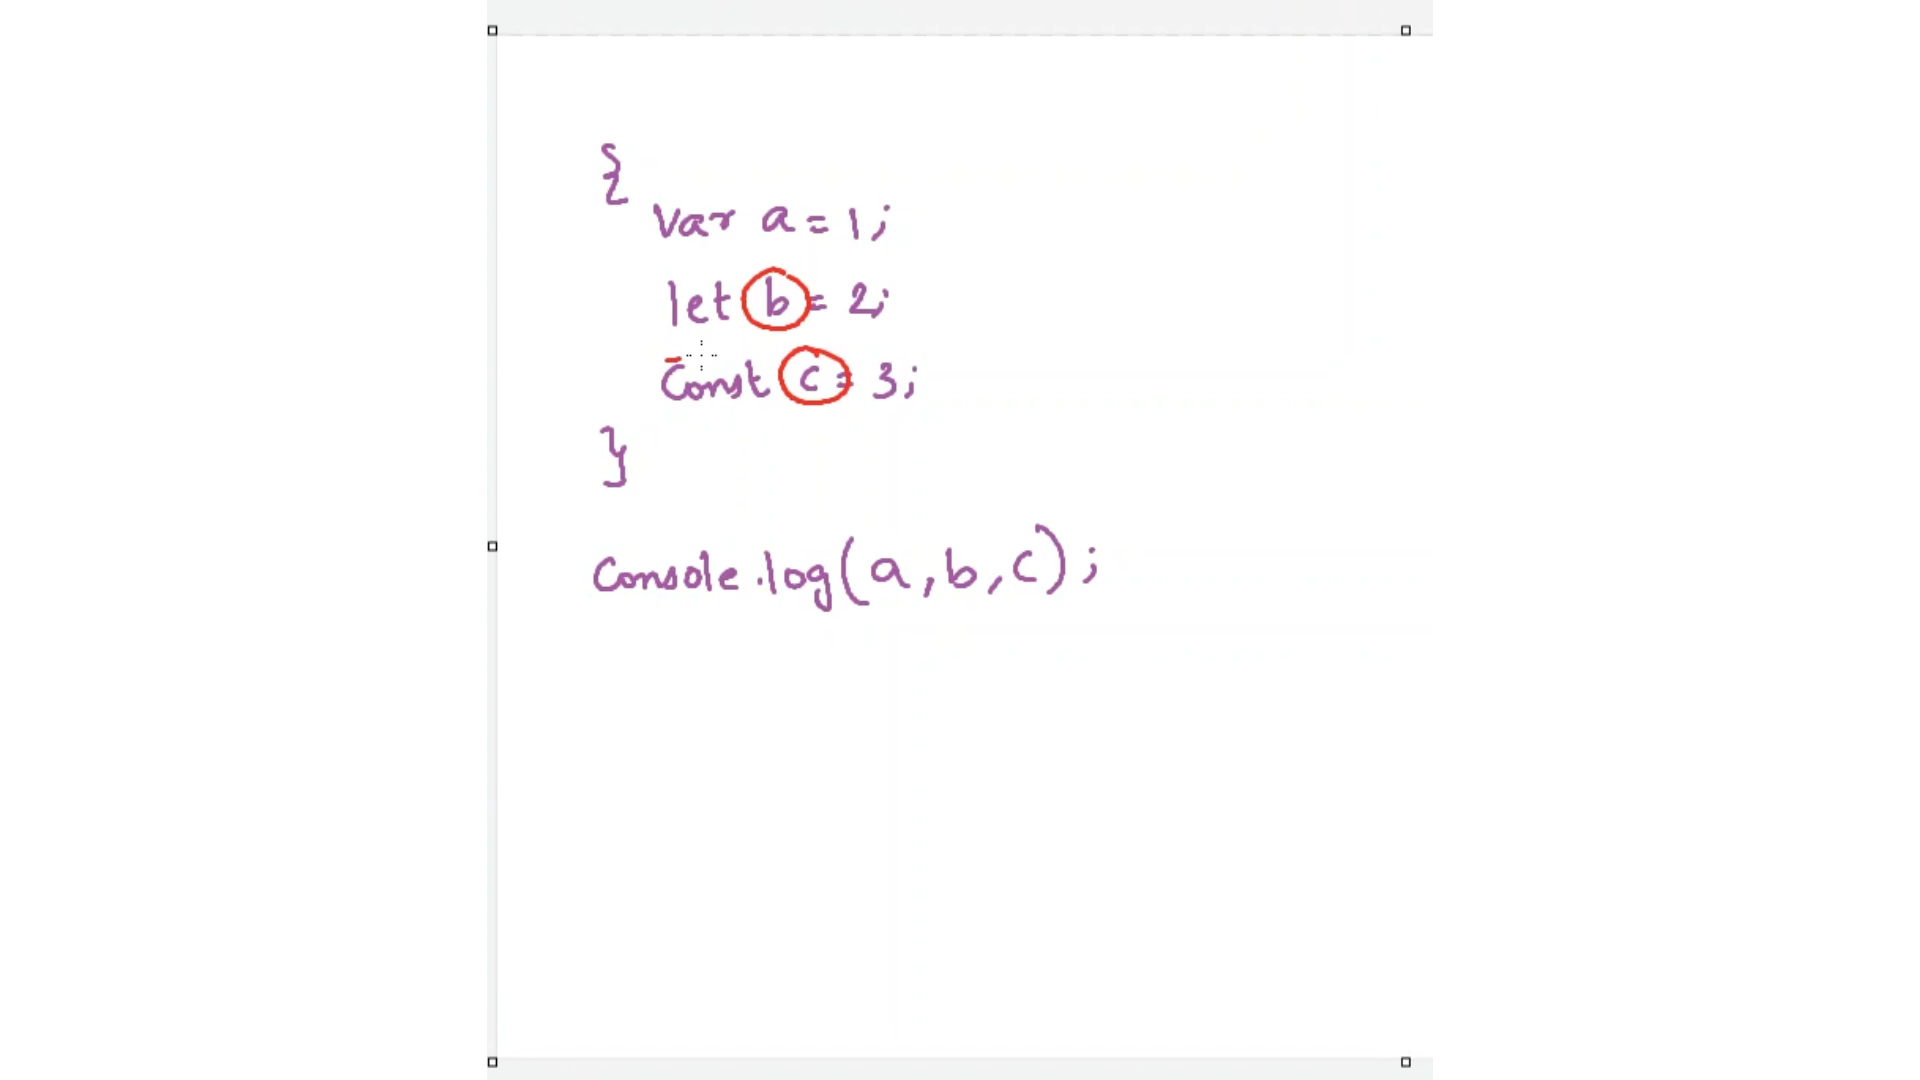 {
var a = 1;
let b = 2;
Const c = 3;
}
Console.log(a, b, c);